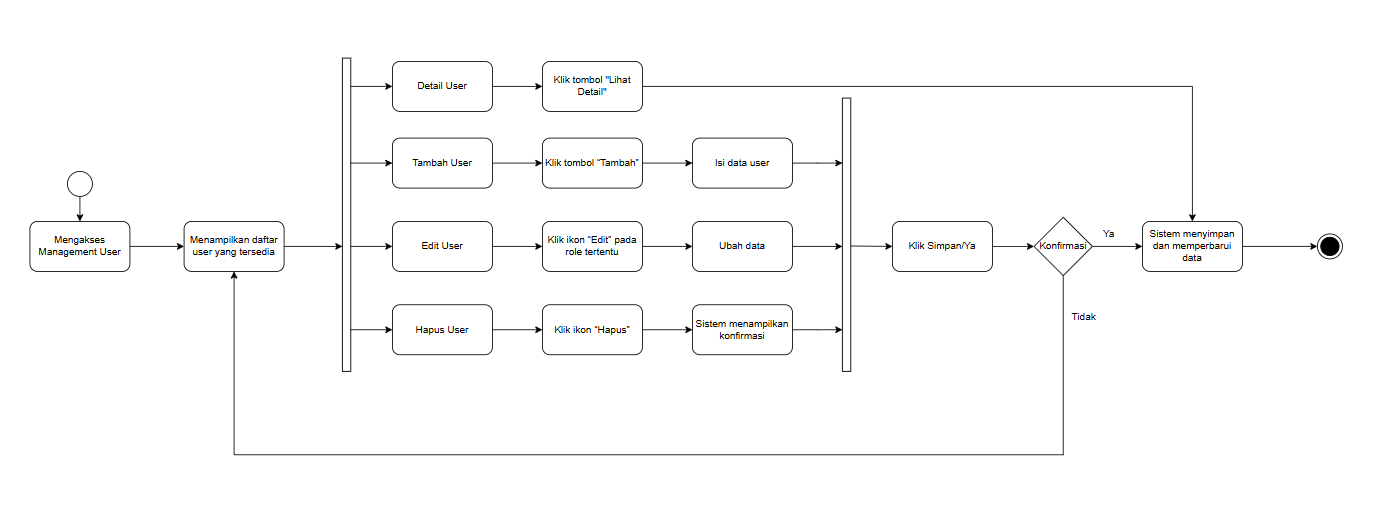 Detail User
Klik tombol "Lihat
Detail"
Tambah User
Klik tombol “Tambah”
Isi data user
Mengakses
Management User
Menampilkan daftar
user yang tersedia
Edit User
Klik ikon “Edit” pada
role tertentu
Ubah data
Klik Simpan/Ya
Konfirmasi
Ya
Sistem menyimpan
dan memperbarui
data
Hapus User
Klik ikon “Hapus”
Sistem menampilkan
konfirmasi
Tidak